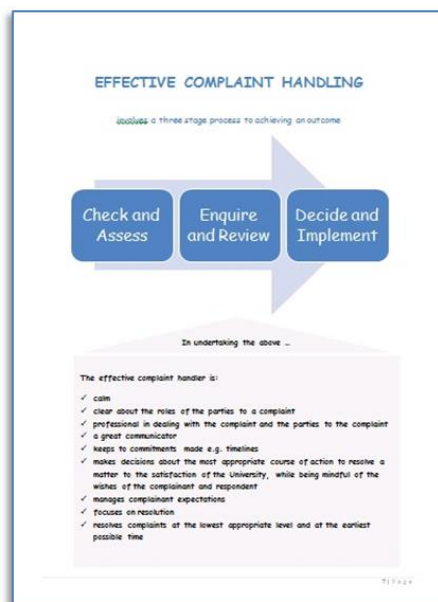 EFFECTIVE COMPLAINT HANDLING
involves a three stage process to achieving an outcome
Check and
Assess
Enquire
and Review
Decide and
Implement
In undertaking the above …
The effective complaint handler is:
✓ calm
✓ clear about the roles of the parties to a complaint
✓ professional in dealing with the complaint and the parties to the complaint
✓ a great communicator
✓ keeps to commitments made e.g. timelines
✓ makes decisions about the most appropriate course of action to resolve a
matter to the satisfaction of the University, while being mindful of the
wishes of the complainant and respondent
✓ manages complainant expectations
✓ focuses on resolution
✓ resolves complaints at the lowest appropriate level and at the earliest
possible time
| P a g e